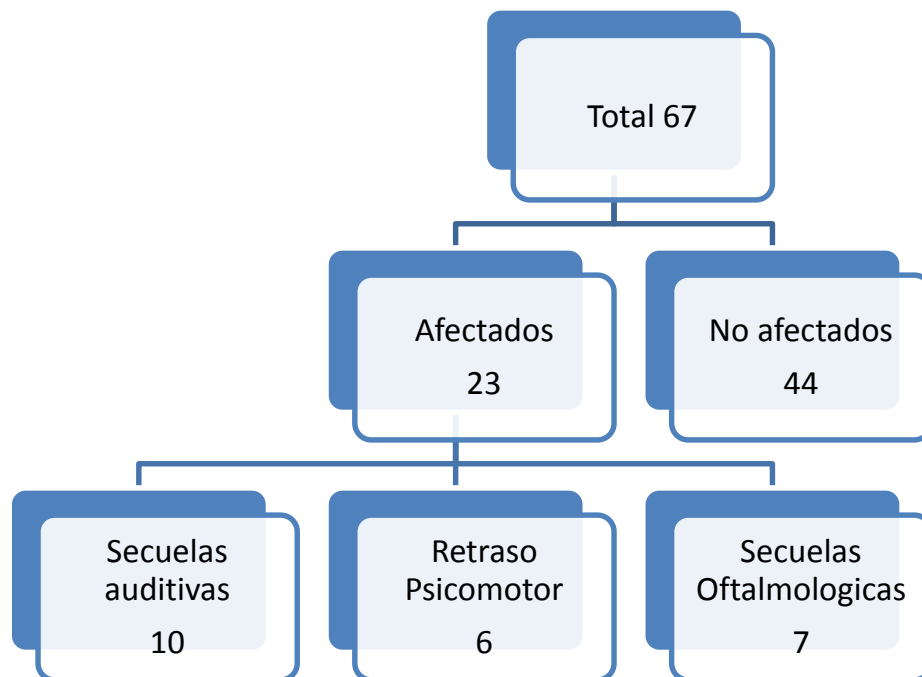 Total 67
Afectados
23
No afectados
44
Secuelas
auditivas
10
Retraso
Psicomotor
6
Secuelas
Oftalmologicas
7